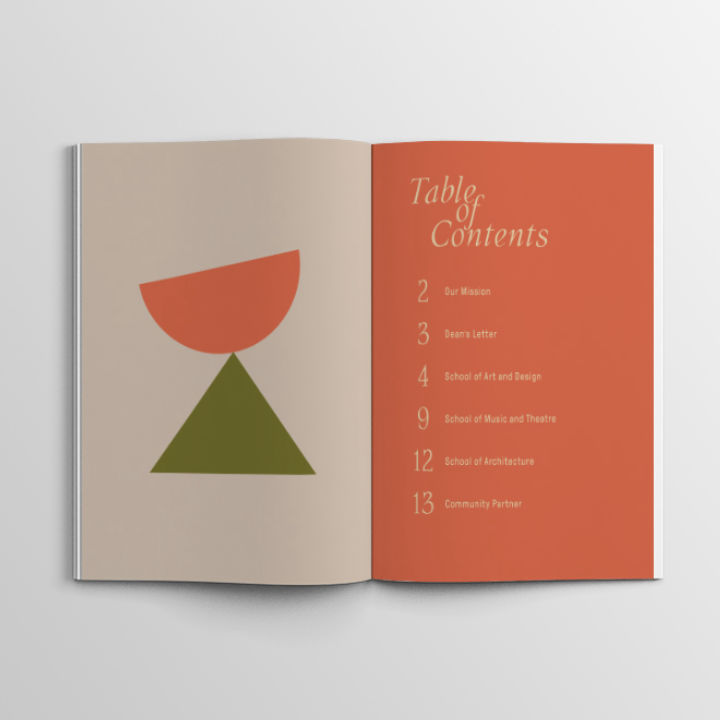 Table
of
Contents
2 Our Mission
3 Dean's Letter
4 School of Art and Design
9 School of Music and Theatre
12 School of Architecture
13 Community Partner